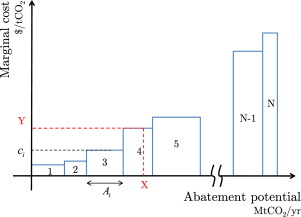 Marginal cost
$/tCO₂
Y
cᵢ
1
2
3
4
5
N-1
N
Aᵢ
X
Abatement potential
MtCO₂/yr